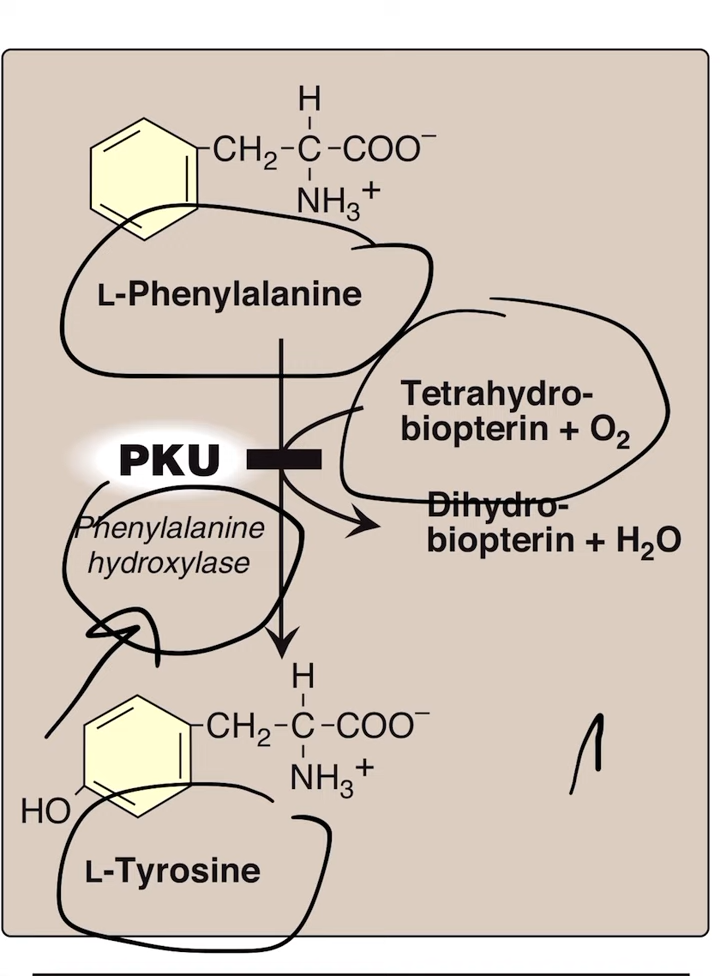 H
CH₂-C-COO⁻
NH₃⁺
L-Phenylalanine
Tetrahydro-
biopterin + O₂
PKU
Dihydro-
biopterin + H₂O
Phenylalanine
hydroxylase
H
CH₂-C-COO⁻
NH₃⁺
HO
L-Tyrosine